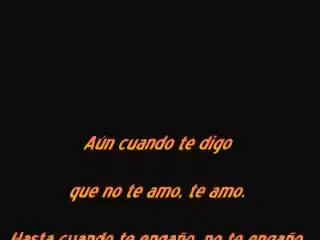 Aún cuando te digo
que no te amo, te amo.
Hasta cuando te engaño, no te engaño